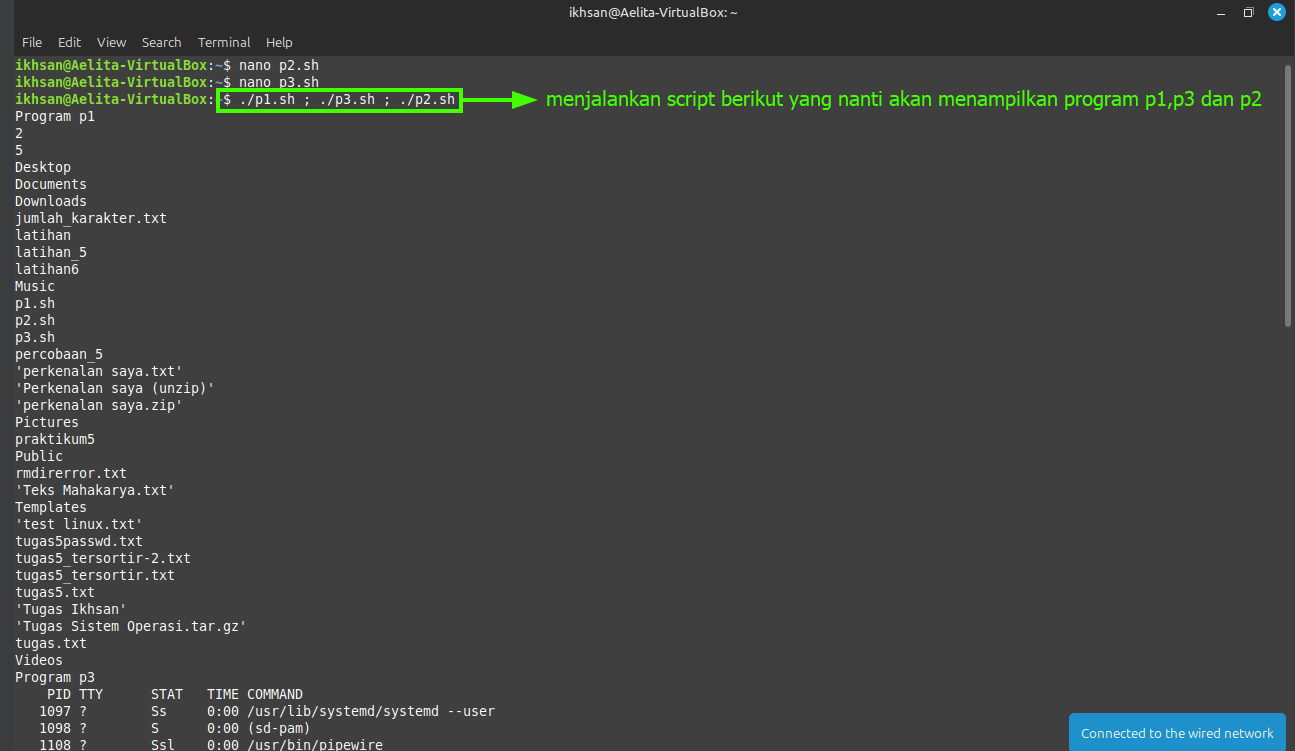 ikhsan@Aelita-VirtualBox: ~
File Edit View Search Terminal Help
ikhsan@Aelita-VirtualBox:~$ nano p2.sh
ikhsan@Aelita-VirtualBox:~$ nano p3.sh
ikhsan@Aelita-VirtualBox:~$ ./p1.sh ; ./p3.sh ; ./p2.sh menjalankan script berikut yang nanti akan menampilkan program p1,p3 dan p2
Program p1
2
5
Desktop
Documents
Downloads
jumlah_karakter.txt
latihan
latihan_5
latihan6
Music
p1.sh
p2.sh
p3.sh
percobaan_5
'perkenalan saya.txt'
'Perkenalan saya (unzip)'
'perkenalan saya.zip'
Pictures
praktikum5
Public
rmdirerror.txt
'Teks Mahakarya.txt'
Templates
'test linux.txt'
tugas5passwd.txt
tugas5_tersortir-2.txt
tugas5_tersortir.txt
tugas5.txt
'Tugas Ikhsan'
'Tugas Sistem Operasi.tar.gz'
tugas.txt
Videos
Program p3
PID TTY STAT TIME COMMAND
1097 ? Ss 0:00 /usr/lib/systemd/systemd --user
1098 ? S 0:00 (sd-pam)
1108 ? Ssl 0:00 /usr/bin/pipewire
Connected to the wired network